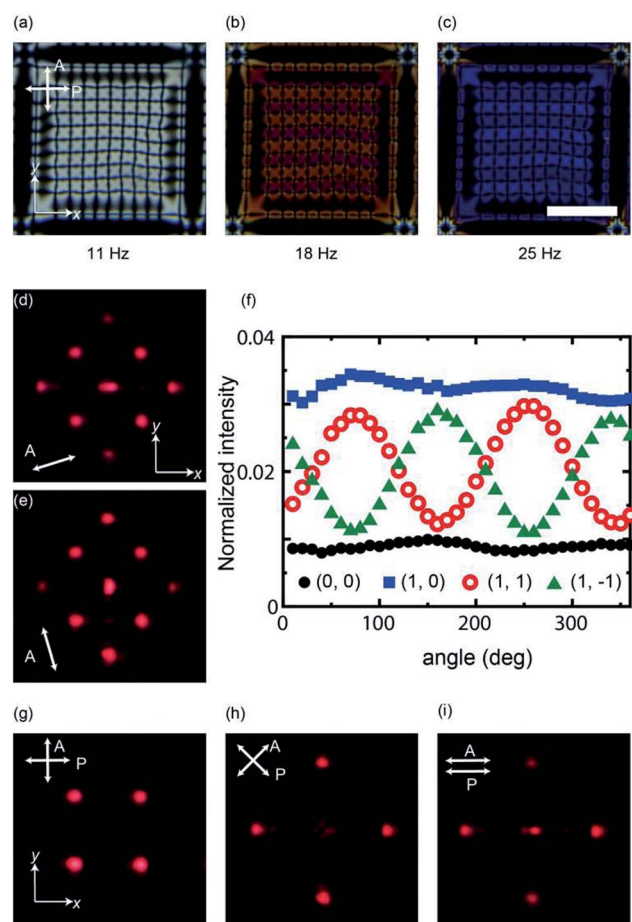 (a)
(b)
(c)
A
P
y
x
11 Hz
18 Hz
25 Hz
(d)
(f)
A
y
x
(e)
A
0.04
0.02
0
Normalized intensity
(0, 0)
(1, 0)
(1, 1)
(1, -1)
0
100
200
300
angle (deg)
(g)
(h)
(i)
A
P
y
x
A
P
A
P